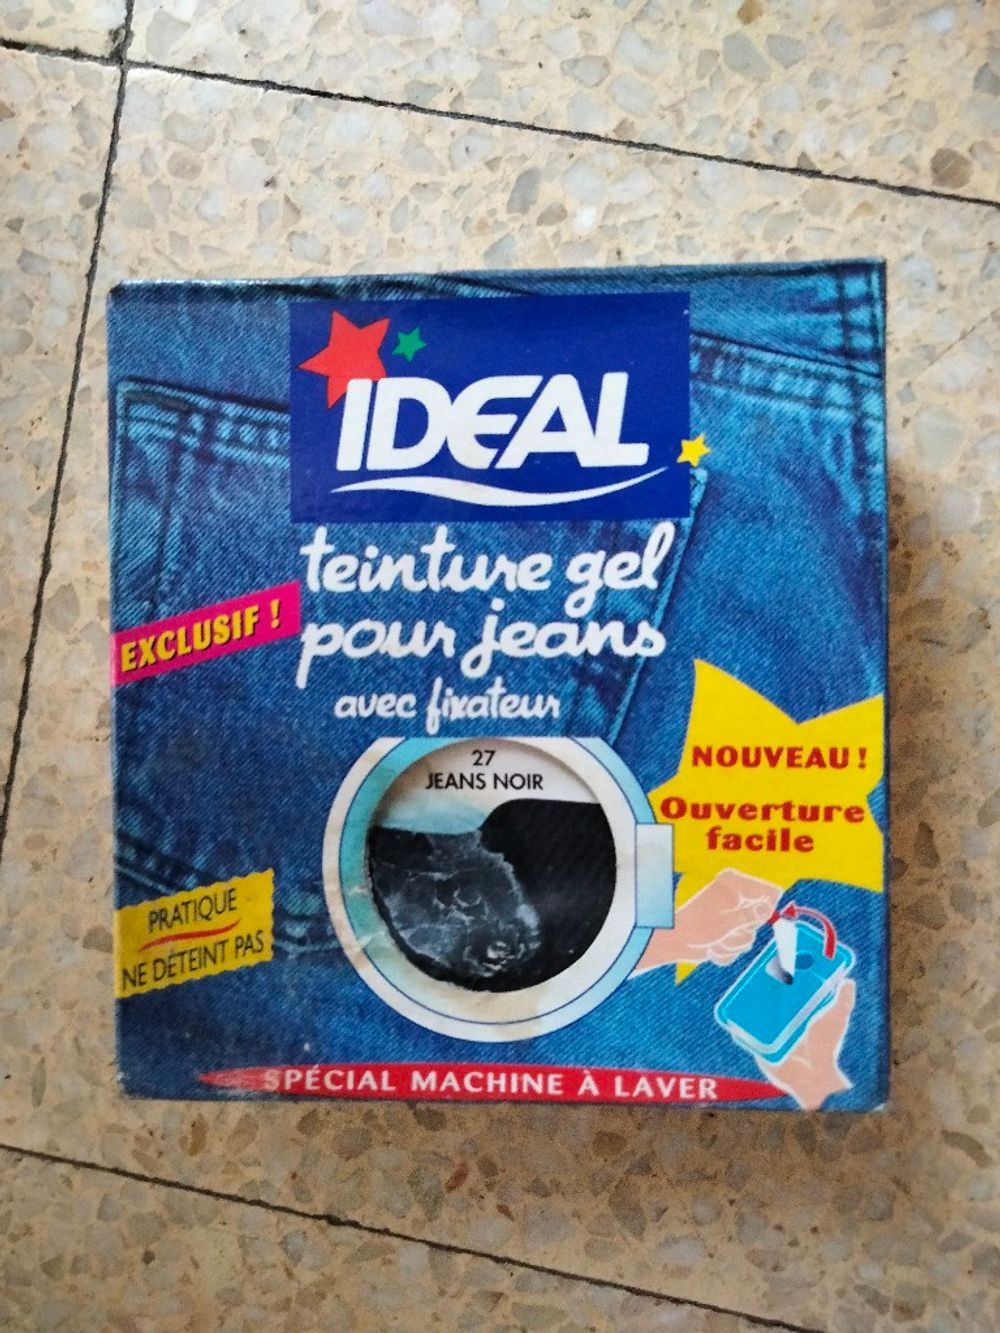 IDEAL
teinture gel
pour jeans
avec fixateur
EXCLUSIF !
27
JEANS NOIR
NOUVEAU !
Ouverture
facile
PRATIQUE
NE DÉTEINT PAS
SPÉCIAL MACHINE À LAVER